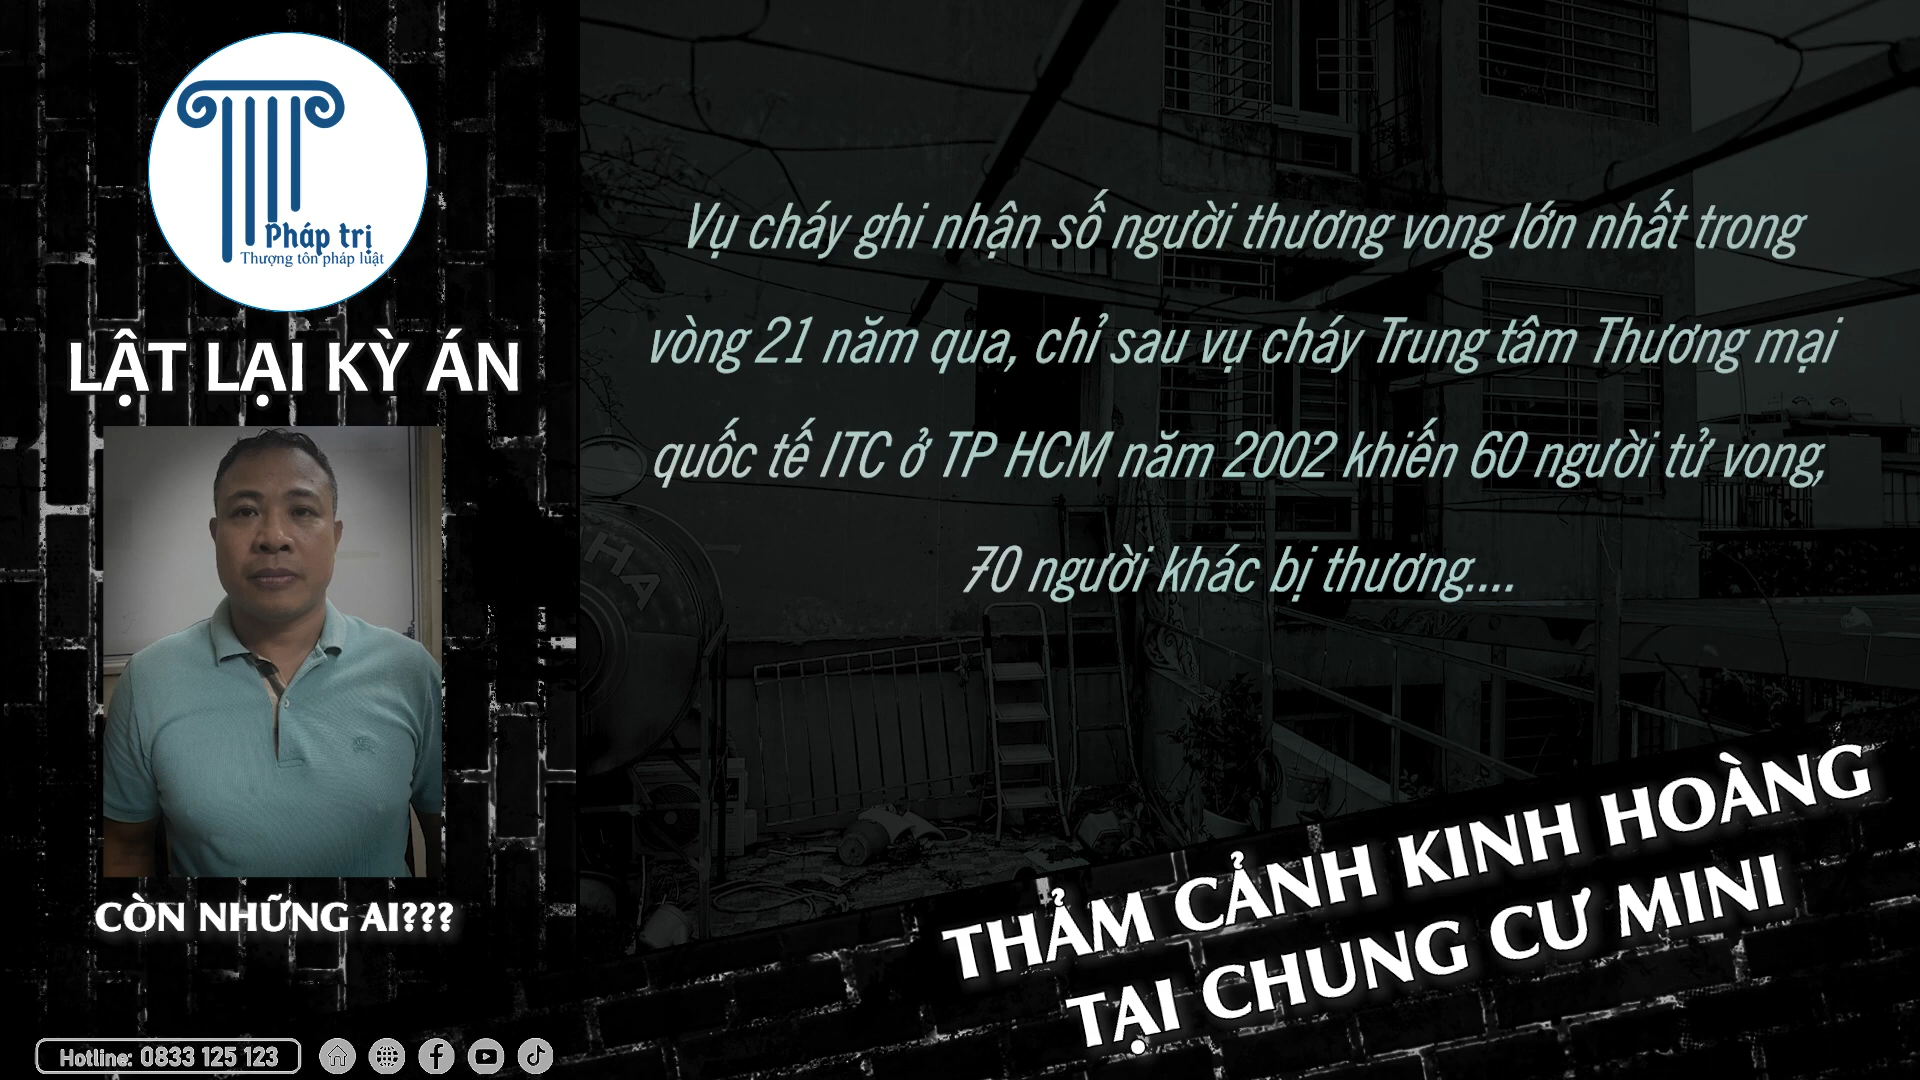 Pháp trị
Thượng tôn pháp luật
LẬT LẠI KỲ ÁN
CÒN NHỮNG AI???
Hotline: 0833 125 123
Vụ cháy ghi nhận số người thương vong lớn nhất trong
vòng 21 năm qua, chỉ sau vụ cháy Trung tâm Thương mại
quốc tế ITC ở TP HCM năm 2002 khiến 60 người tử vong,
70 người khác bị thương....
HA
THẢM CẢNH KINH HOÀNG
TẠI CHUNG CƯ MINI